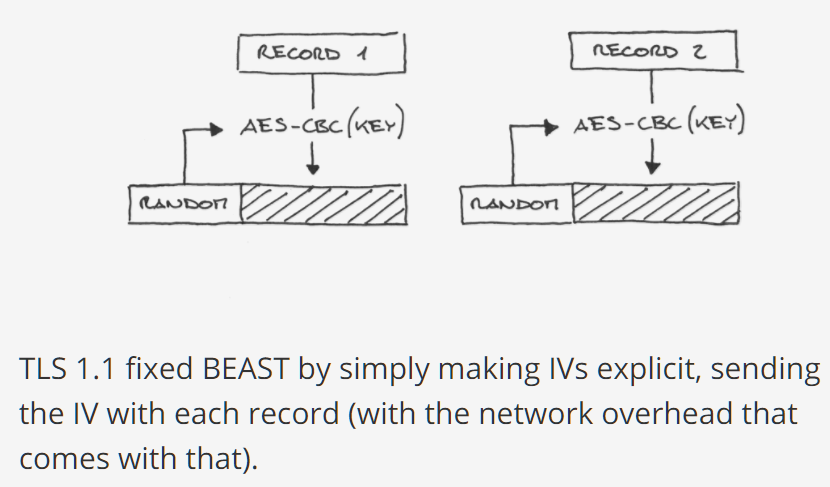 RECORD 1
RECORD 2
AES-CBC (KEY)
AES-CBC (KEY)
RANDOM
RANDOM
TLS 1.1 fixed BEAST by simply making IVs explicit, sending
the IV with each record (with the network overhead that
comes with that).